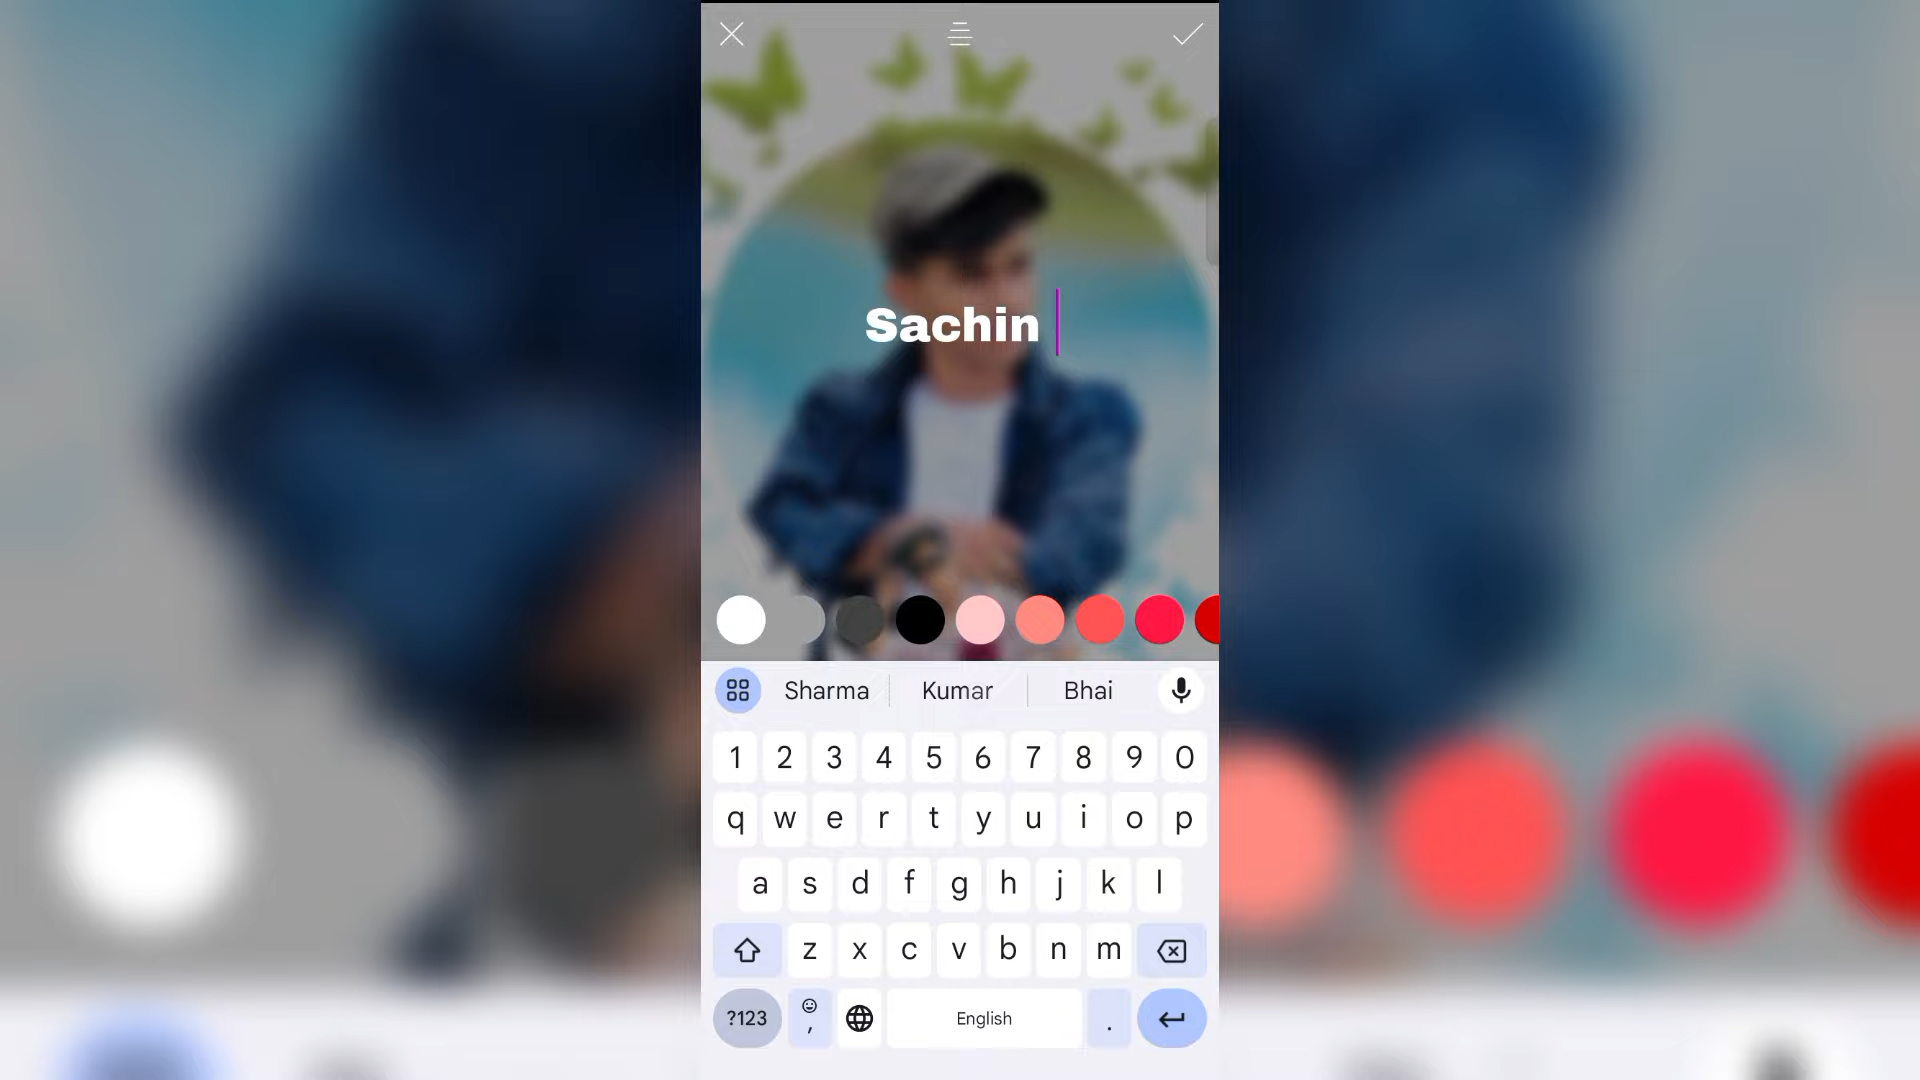 Sachin
Sharma Kumar Bhai
1 2 3 4 5 6 7 8 9 0
q w e r t y u i o p
a s d f g h j k l
z x c v b n m
?123 , English .